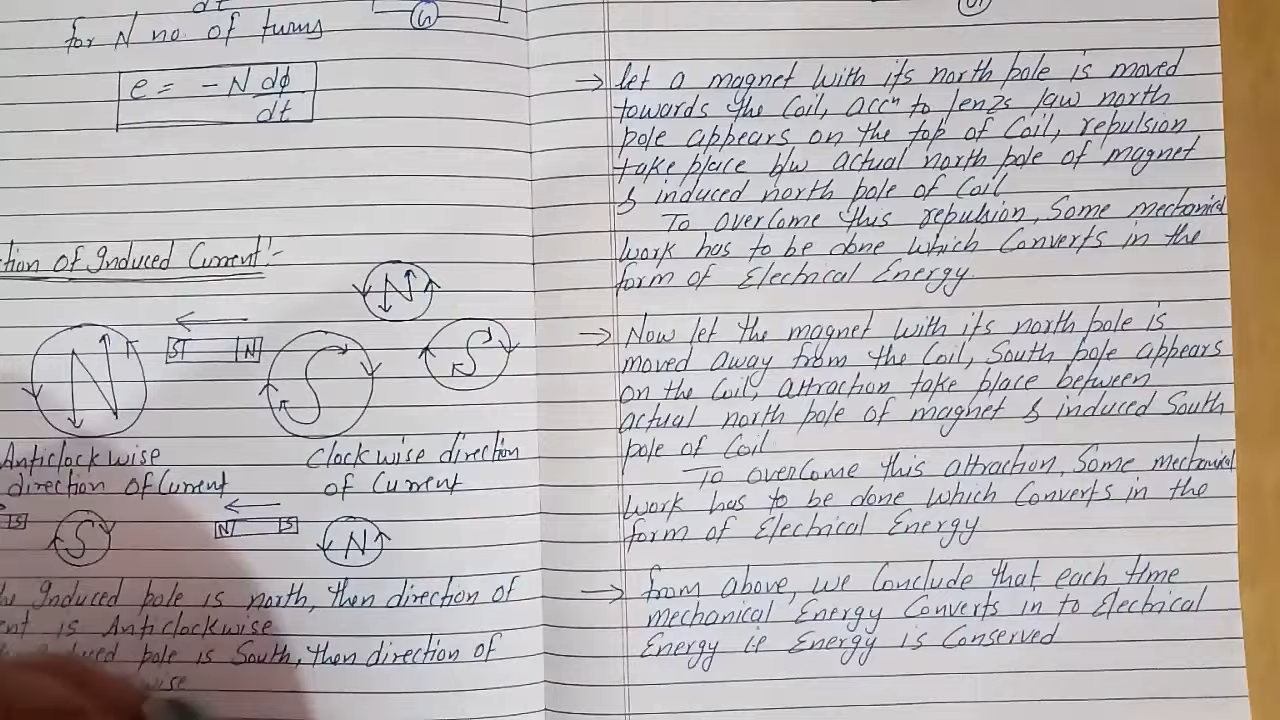 for N no. of turns
e = -N dφ
dt
tion of Induced Current:-
N
S N
N S S
Anticlockwise Clockwise direction
direction of Current of Current
S S N S N
Induced pole is north, then direction of
ent is Anticlockwise
pole is South, then direction of
wise
→ let a magnet with its north pole is moved
towards the Coil, accⁿ to lenzs law north
pole appears on the top of Coil, repulsion
take place b/w actual north pole of magnet
& induced north pole of Coil
To overcome this repulsion, Some mechanical
work has to be done which Converts in the
form of Electrical Energy.
→ Now let the magnet with its north pole is
moved away from the Coil, South pole appears
on the Coil, attraction take place between
actual north pole of magnet & induced South
pole of Coil
To overcome this attraction, Some mechanical
work has to be done which Converts in the
form of Electrical Energy
→ from above, we Conclude that each time
mechanical Energy Converts in to Electrical
Energy ie Energy is Conserved